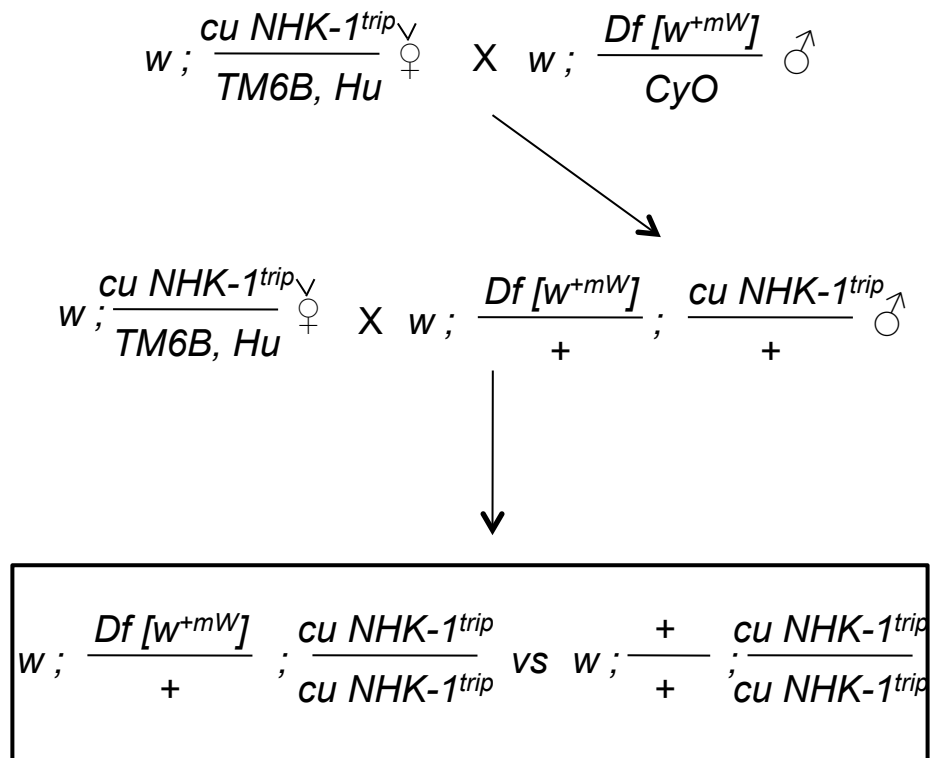 w ; cu NHK-1trip / TM6B, Hu ♀ X w ; Df [w+mW] / CyO ♂
w ; cu NHK-1trip / TM6B, Hu ♀ X w ; Df [w+mW] / + ; cu NHK-1trip / + ♂
w ; Df [w+mW] / + ; cu NHK-1trip / cu NHK-1trip vs w ; + / + ; cu NHK-1trip / cu NHK-1trip